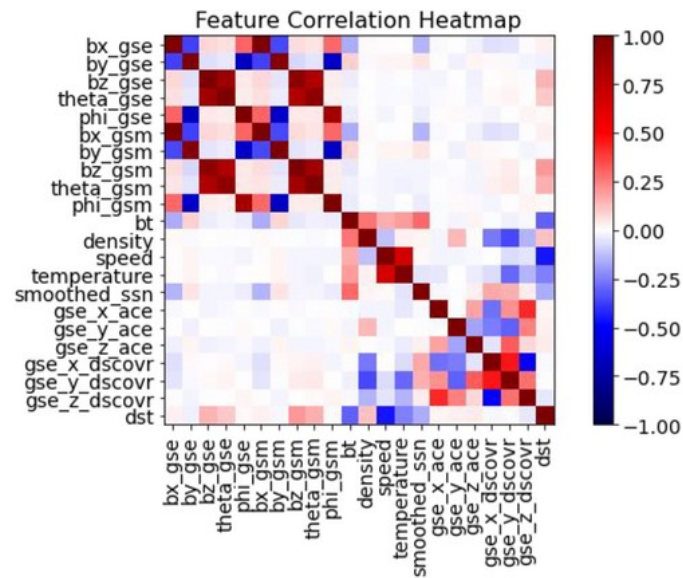 Feature Correlation Heatmap
bx_gse
by_gse
bz_gse
theta_gse
phi_gse
bx_gsm
by_gsm
bz_gsm
theta_gsm
phi_gsm
bt
density
speed
temperature
smoothed_ssn
gse_x_ace
gse_y_ace
gse_z_ace
gse_x_dscovr
gse_y_dscovr
gse_z_dscovr
dst
bx_gse
by_gse
bz_gse
theta_gse
phi_gse
bx_gsm
by_gsm
bz_gsm
theta_gsm
phi_gsm
bt
density
speed
temperature
smoothed_ssn
gse_x_ace
gse_y_ace
gse_z_ace
gse_x_dscovr
gse_y_dscovr
gse_z_dscovr
dst
1.00
0.75
0.50
0.25
0.00
−0.25
−0.50
−0.75
−1.00